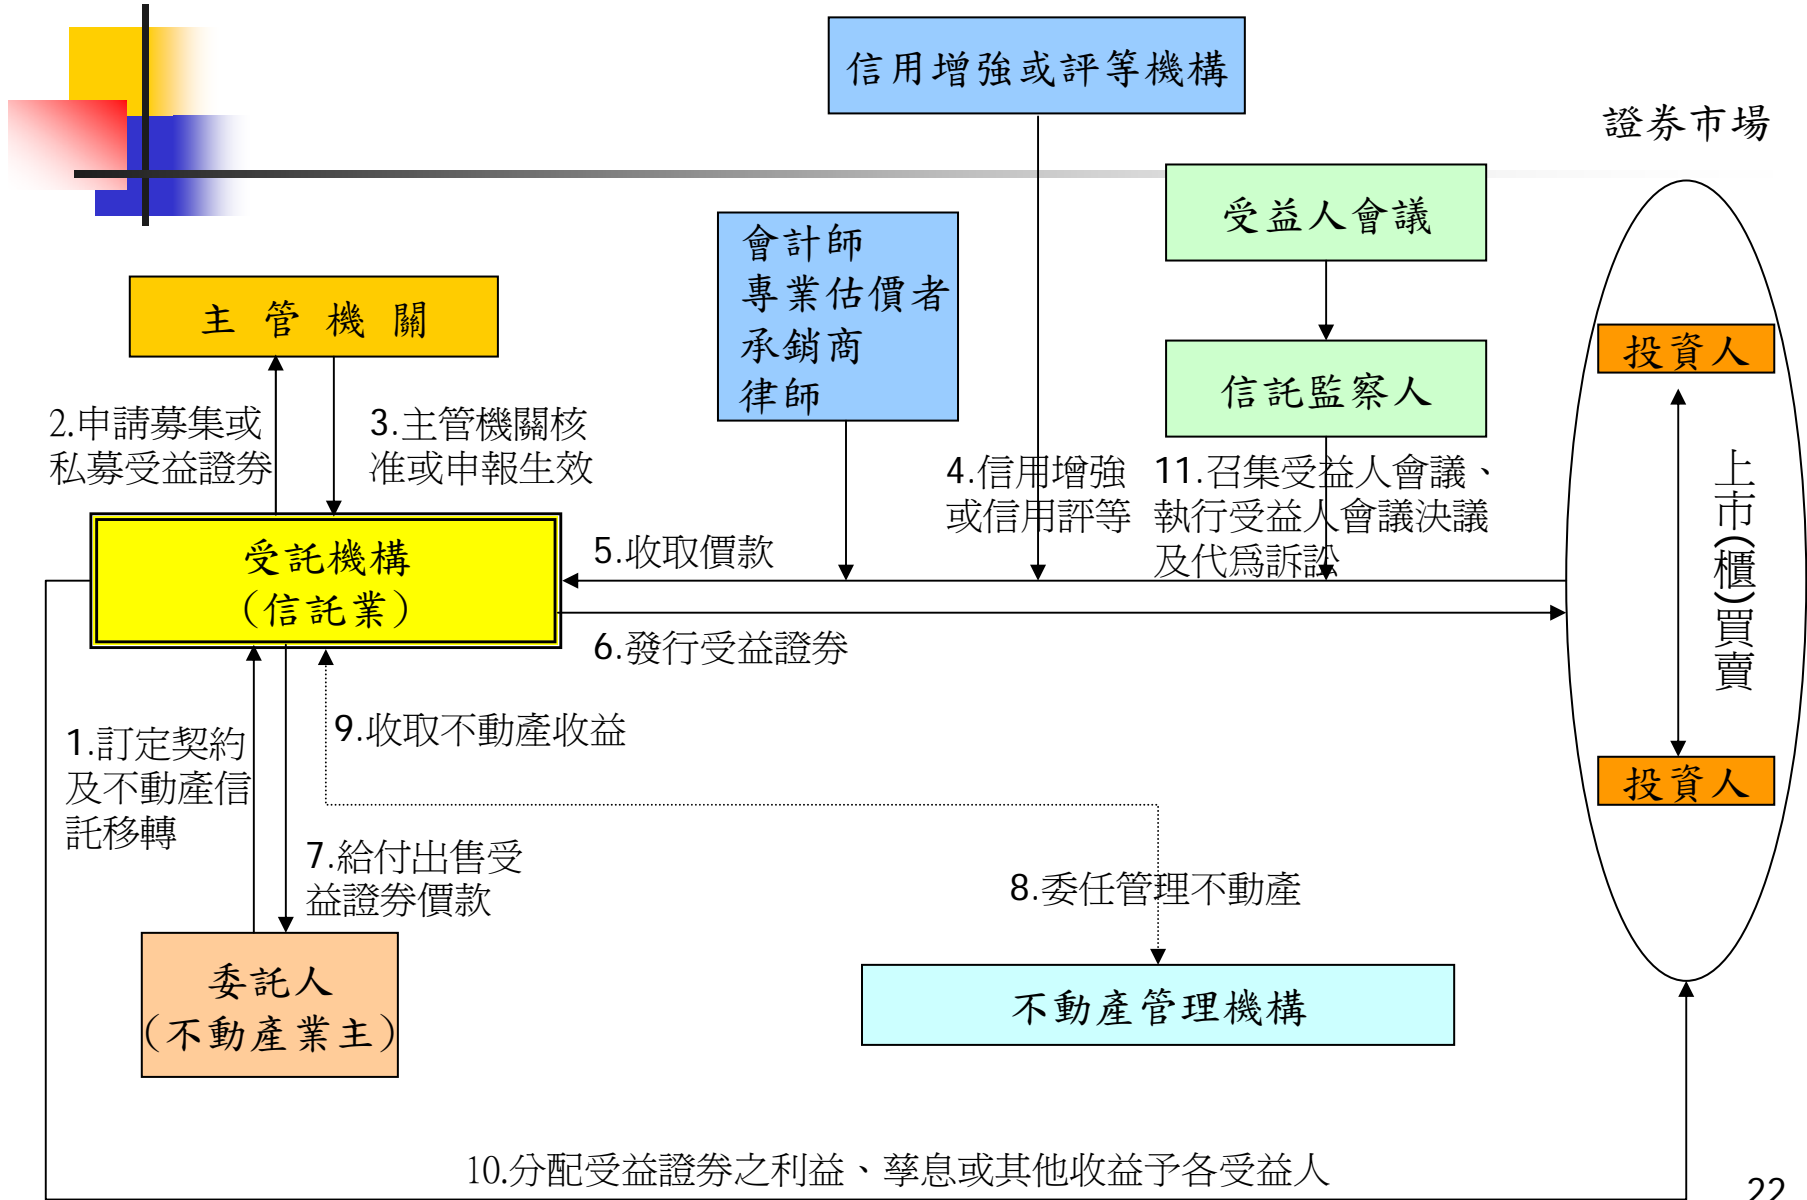 信用增強或評等機構
證券市場
受益人會議
會計師
專業估價者
承銷商
律師
主管機關
信託監察人
投資人
2.申請募集或
私募受益證券
3.主管機關核
准或申報生效
4.信用增強
或信用評等
11.召集受益人會議、
執行受益人會議決議
及代為訴訟
上市(櫃)買賣
受託機構
(信託業)
5.收取價款
6.發行受益證券
1.訂定契約
及不動產信
託移轉
9.收取不動產收益
投資人
7.給付出售受
益證券價款
8.委任管理不動產
委託人
(不動產業主)
不動產管理機構
10.分配受益證券之利益、孳息或其他收益予各受益人
22